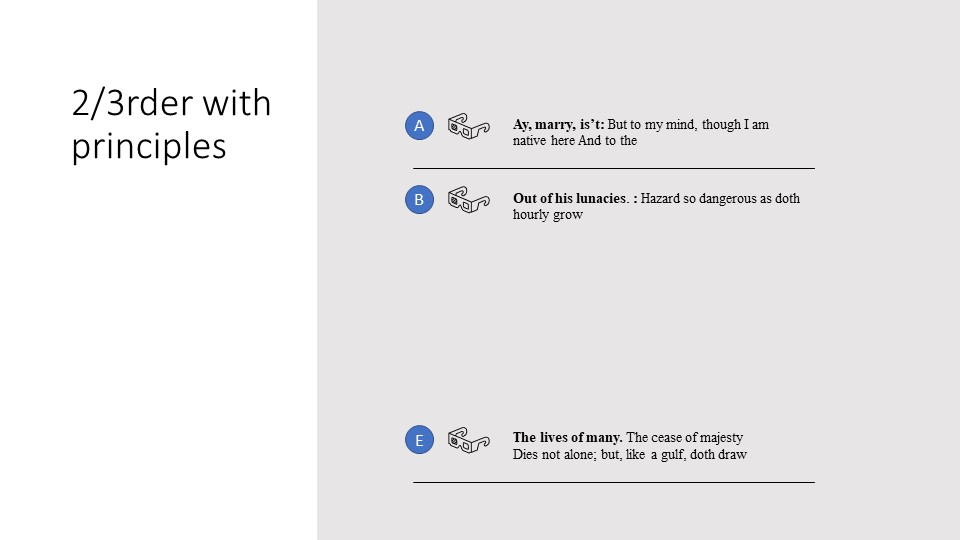 2/3rder with
principles
A
Ay, marry, is’t: But to my mind, though I am
native here And to the
B
Out of his lunacies. : Hazard so dangerous as doth
hourly grow
E
The lives of many. The cease of majesty
Dies not alone; but, like a gulf, doth draw